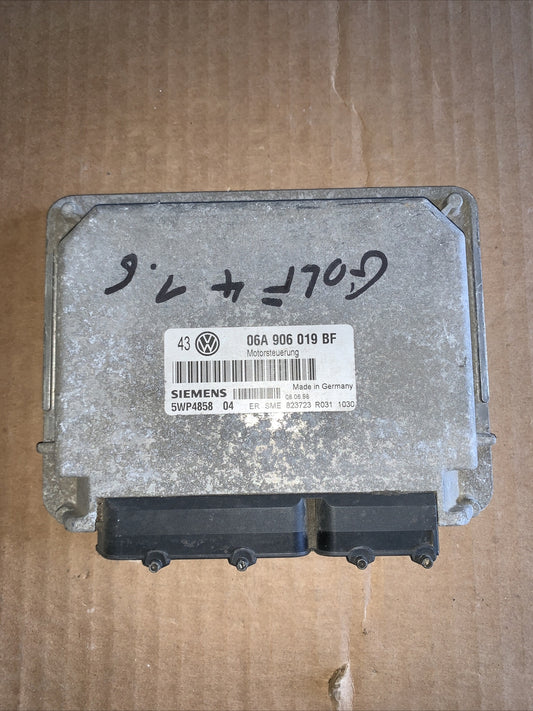 GOLF 4 1.6
43 VW 06A 906 019 BF
Motorsteuerung
SIEMENS Made in Germany
5WP4858 04 ER SME 823723 R031 1030